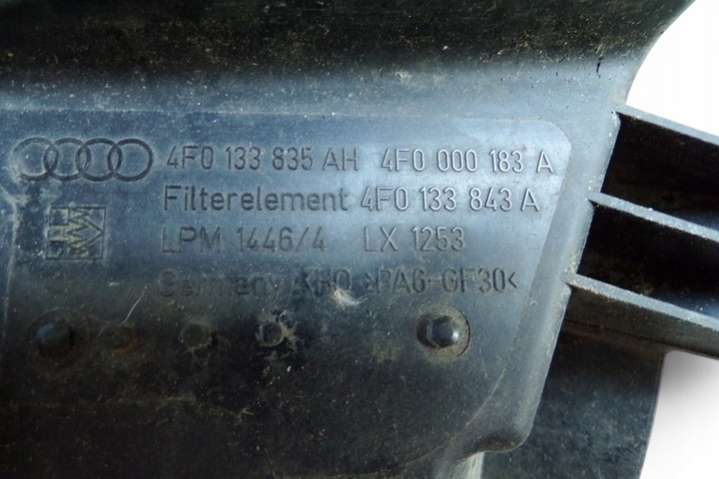 4F0 133 835 AH 4F0 000 183 A
Filterelement 4F0 133 843 A
LPM 1446/4 LX 1253
Germany KHO >PA6-GF30<